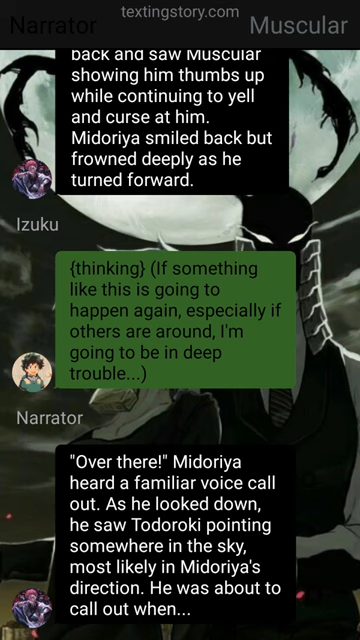 textingstory.com
Narrator Muscular
back and saw Muscular
showing him thumbs up
while continuing to yell
and curse at him.
Midoriya smiled back but
frowned deeply as he
turned forward.
Izuku
{thinking} (If something
like this is going to
happen again, especially if
others are around, I'm
going to be in deep
trouble...)
Narrator
"Over there!" Midoriya
heard a familiar voice call
out. As he looked down,
he saw Todoroki pointing
somewhere in the sky,
most likely in Midoriya's
direction. He was about to
call out when...